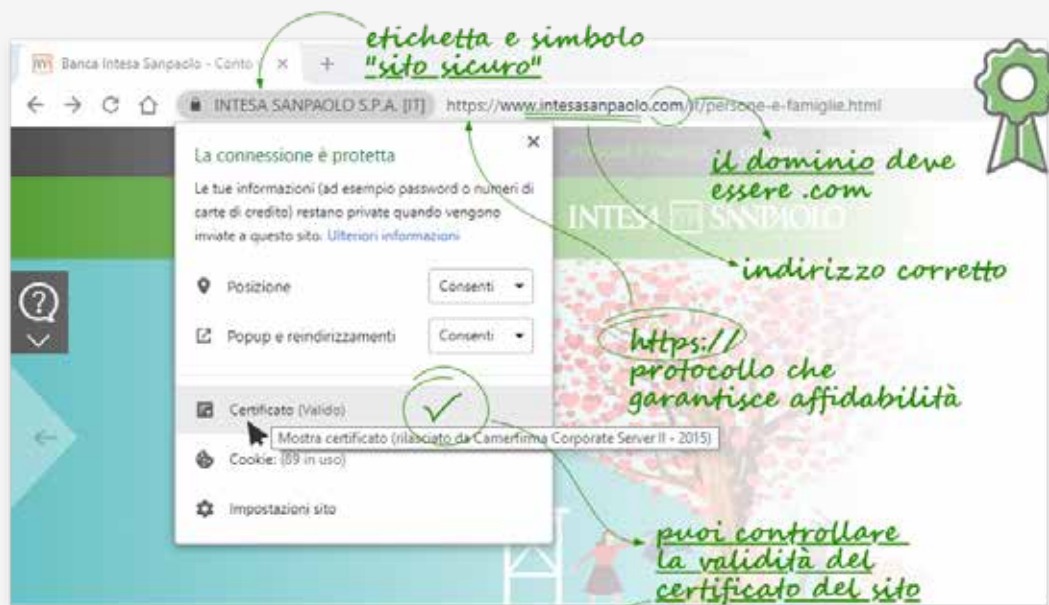 etichetta e simbolo
"sito sicuro"
Banca Intesa Sanpaolo - Conto
INTESA SANPAOLO S.P.A. [IT] https://www.intesasanpaolo.com/it/persone-e-famiglie.html
il dominio deve
essere .com
La connessione è protetta
Le tue informazioni (ad esempio password o numeri di
carte di credito) restano private quando vengono
inviate a questo sito. Ulteriori informazioni
INTESA SANPAOLO
indirizzo corretto
Posizione Consenti
Popup e reindirizzamenti Consenti
https://
protocollo che
garantisce affidabilità
Certificato (Valido)
Mostra certificato (rilasciato da Camerfirma Corporate Server II - 2015)
Cookie: (89 in uso)
Impostazioni sito
puoi controllare
la validità del
certificato del sito